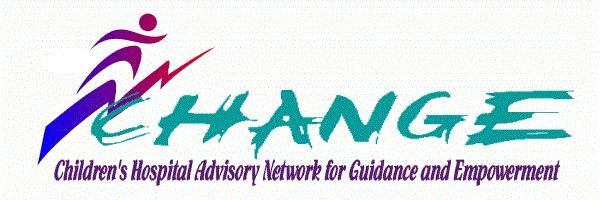 CHANGE
Children's Hospital Advisory Network for Guidance and Empowerment